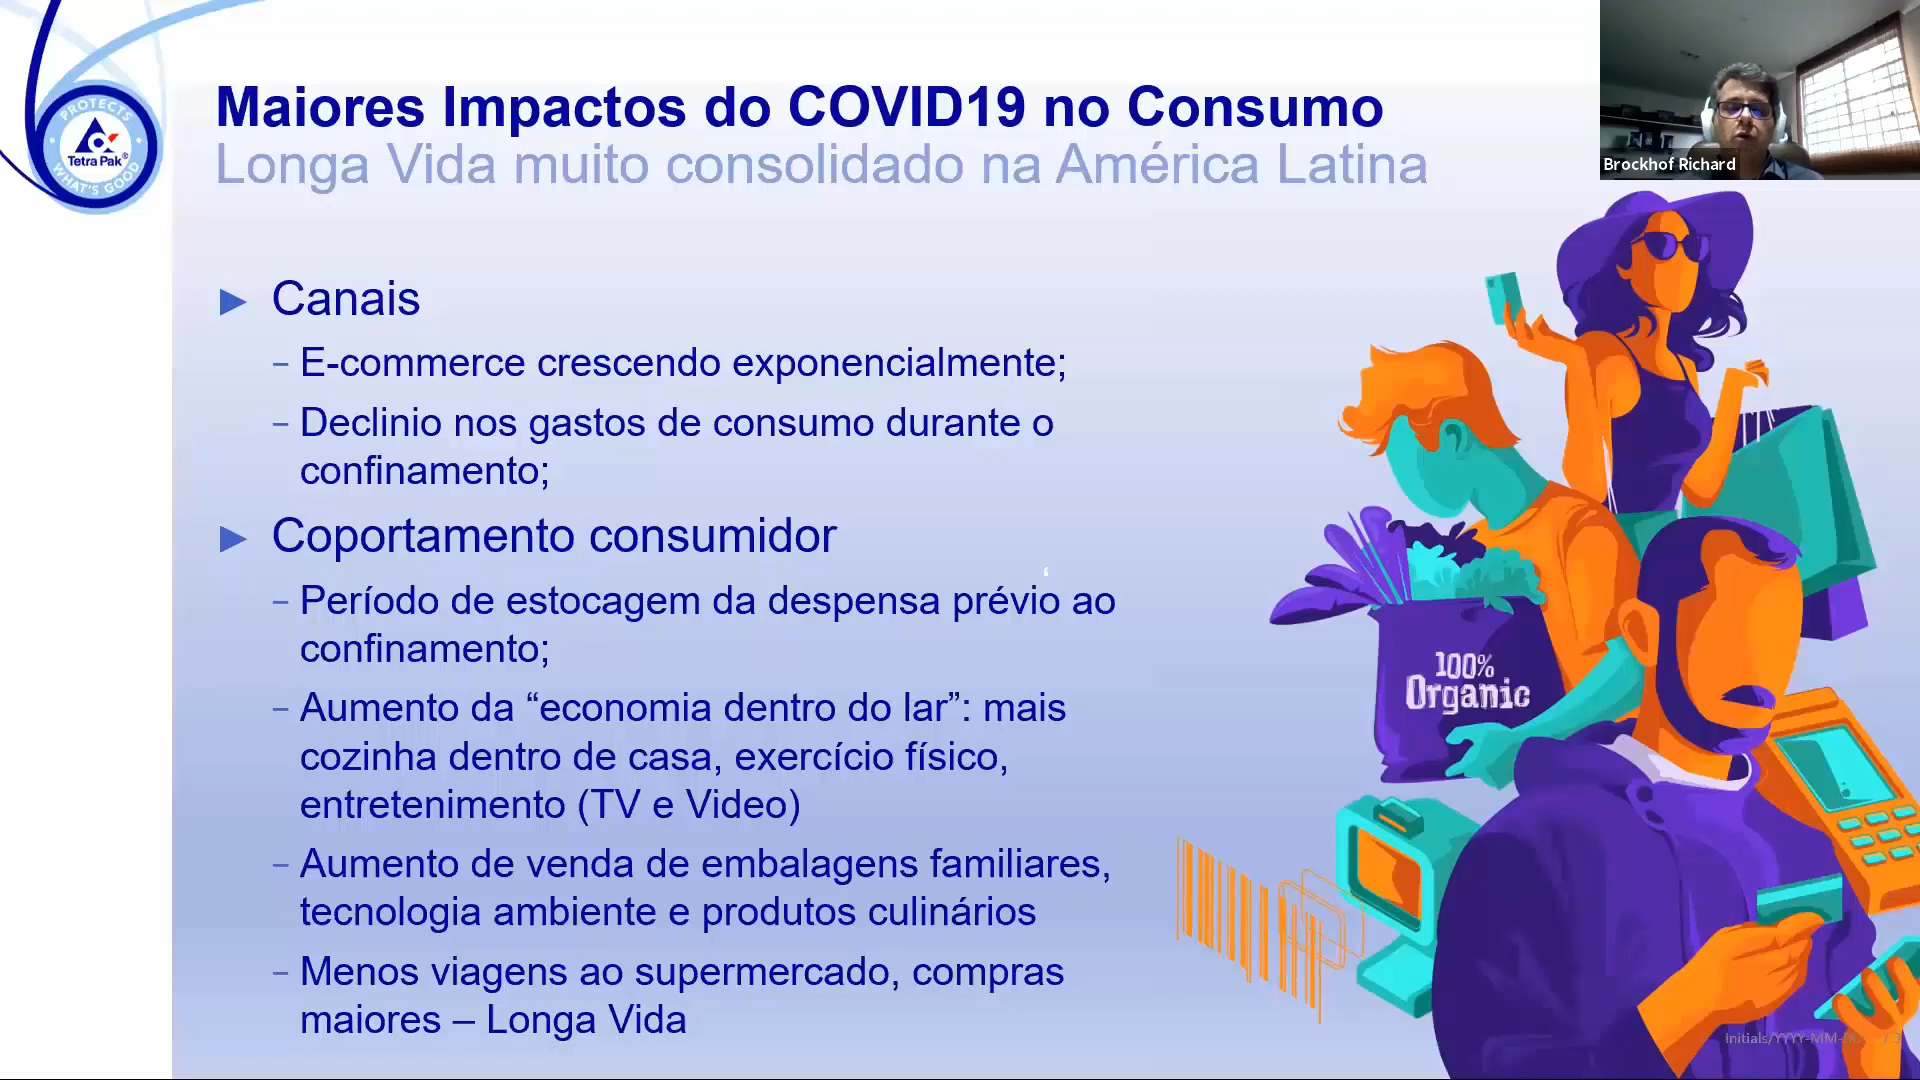 PROTECTS
Tetra Pak®
WHAT'S GOOD
Maiores Impactos do COVID19 no Consumo
Longa Vida muito consolidado na América Latina
Brockhof Richard
► Canais
– E-commerce crescendo exponencialmente;
– Declinio nos gastos de consumo durante o
confinamento;
► Coportamento consumidor
– Período de estocagem da despensa prévio ao
confinamento;
– Aumento da “economia dentro do lar”: mais
cozinha dentro de casa, exercício físico,
entretenimento (TV e Video)
– Aumento de venda de embalagens familiares,
tecnologia ambiente e produtos culinários
– Menos viagens ao supermercado, compras
maiores – Longa Vida
100%
Organic
Initials/YYYY-MM-